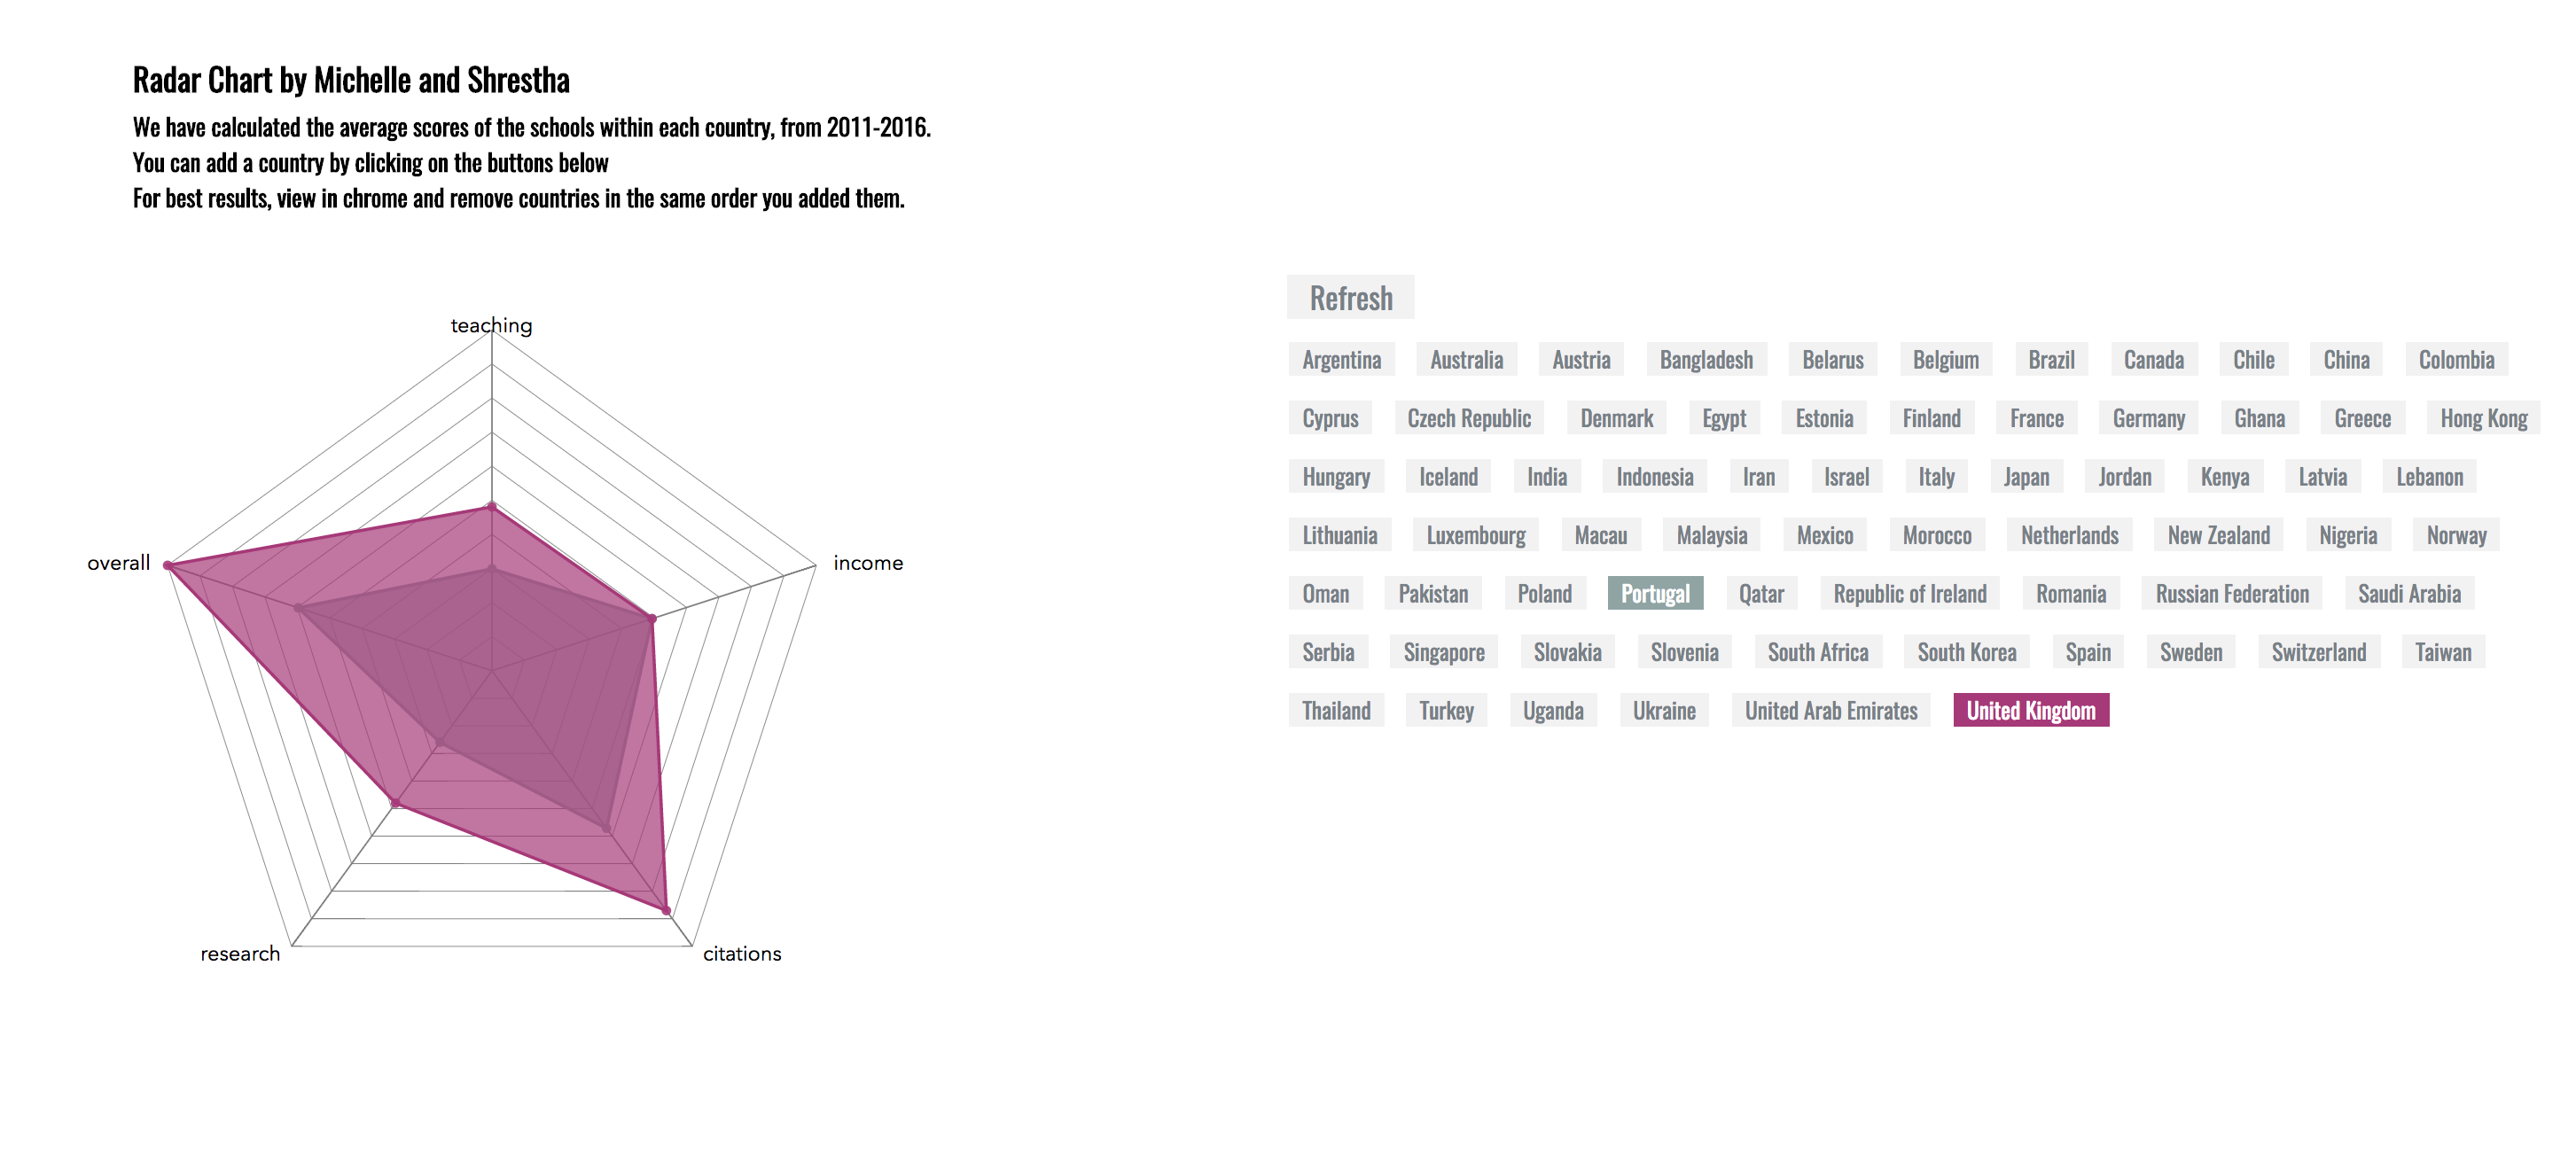 Radar Chart by Michelle and Shrestha
We have calculated the average scores of the schools within each country, from 2011-2016.
You can add a country by clicking on the buttons below
For best results, view in chrome and remove countries in the same order you added them.
teaching
overall
income
research
citations
Refresh
Argentina Australia Austria Bangladesh Belarus Belgium Brazil Canada Chile China Colombia
Cyprus Czech Republic Denmark Egypt Estonia Finland France Germany Ghana Greece Hong Kong
Hungary Iceland India Indonesia Iran Israel Italy Japan Jordan Kenya Latvia Lebanon
Lithuania Luxembourg Macau Malaysia Mexico Morocco Netherlands New Zealand Nigeria Norway
Oman Pakistan Poland Portugal Qatar Republic of Ireland Romania Russian Federation Saudi Arabia
Serbia Singapore Slovakia Slovenia South Africa South Korea Spain Sweden Switzerland Taiwan
Thailand Turkey Uganda Ukraine United Arab Emirates United Kingdom